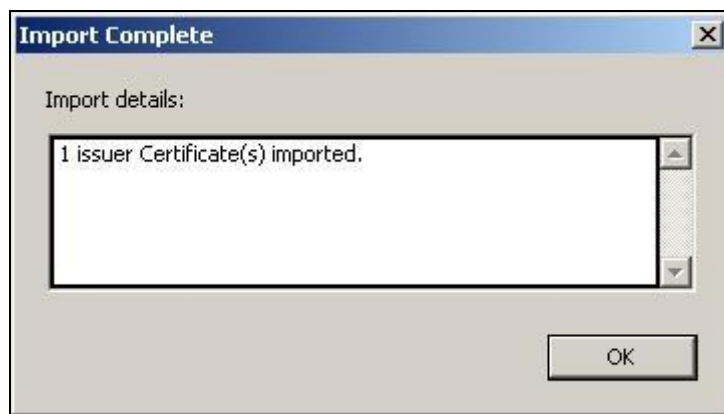 Import Complete
Import details:
1 issuer Certificate(s) imported.
OK